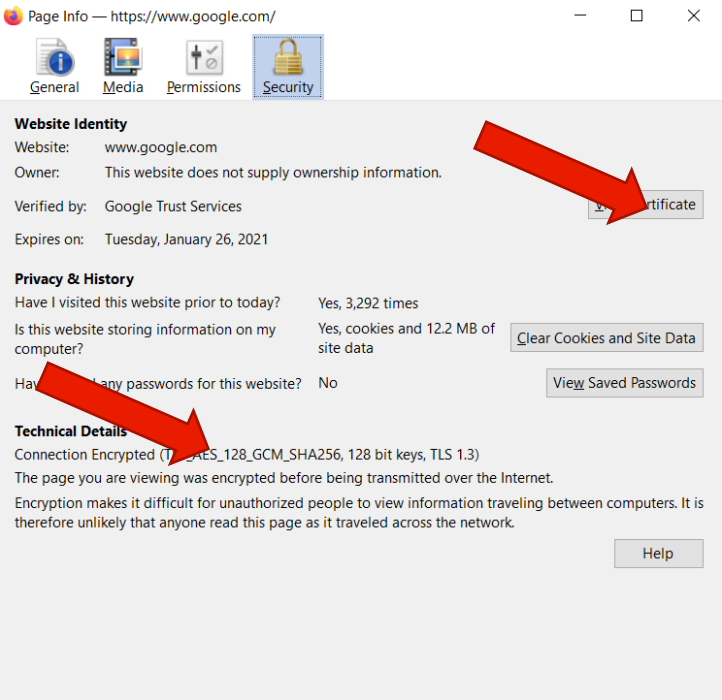 Page Info — https://www.google.com/
General Media Permissions Security
Website Identity
Website: www.google.com
Owner: This website does not supply ownership information.
Verified by: Google Trust Services
Expires on: Tuesday, January 26, 2021
Privacy & History
Have I visited this website prior to today? Yes, 3,292 times
Is this website storing information on my
computer?
Yes, cookies and 12.2 MB of
site data
Clear Cookies and Site Data
any passwords for this website? No
View Saved Passwords
Technical Details
Connection Encrypted (T AES_128_GCM_SHA256, 128 bit keys, TLS 1.3)
The page you are viewing was encrypted before being transmitted over the Internet.
Encryption makes it difficult for unauthorized people to view information traveling between computers. It is
therefore unlikely that anyone read this page as it traveled across the network.
Help